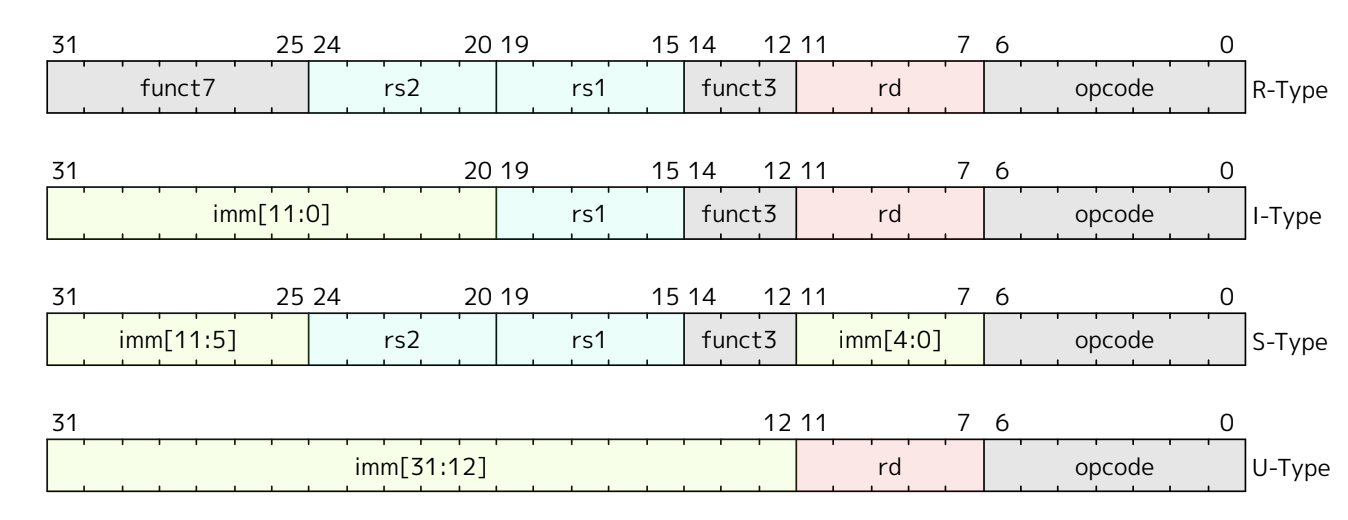 31 25 24 20 19 15 14 12 11 7 6 0
funct7 rs2 rs1 funct3 rd opcode R-Type
31 20 19 15 14 12 11 7 6 0
imm[11:0] rs1 funct3 rd opcode I-Type
31 25 24 20 19 15 14 12 11 7 6 0
imm[11:5] rs2 rs1 funct3 imm[4:0] opcode S-Type
31 12 11 7 6 0
imm[31:12] rd opcode U-Type